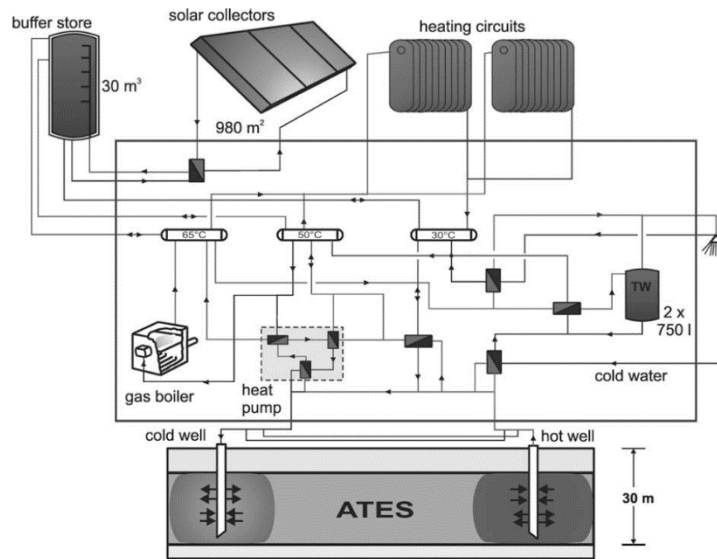 solar collectors
heating circuits
buffer store
30 m³
980 m²
65°C
50°C
30°C
TW
2 x
750 l
gas boiler
heat
pump
cold water
cold well
hot well
ATES
30 m